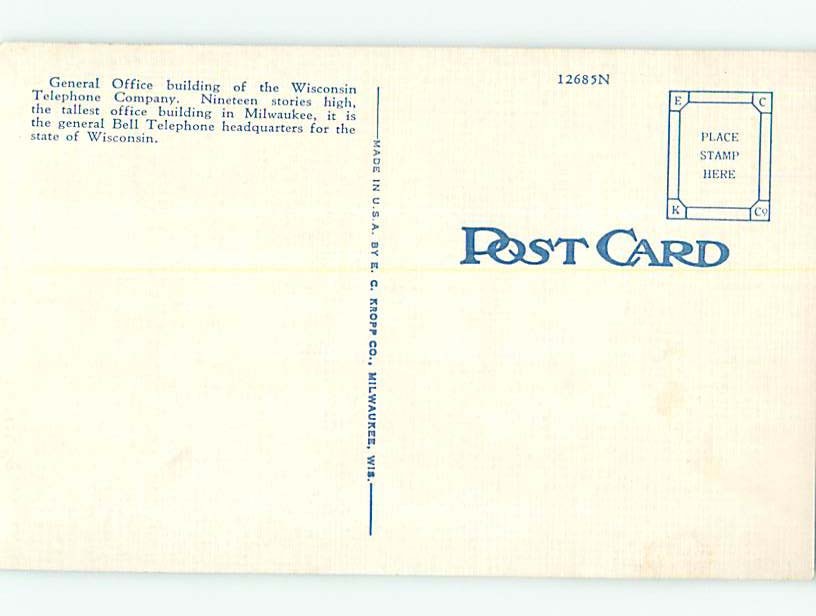 General Office building of the Wisconsin
Telephone Company. Nineteen stories high,
the tallest office building in Milwaukee, it is
the general Bell Telephone headquarters for the
state of Wisconsin.
MADE IN U.S.A. BY E. C. KROPP CO., MILWAUKEE, WIS.
12685N
E C
PLACE
STAMP
HERE
K Co
POST CARD